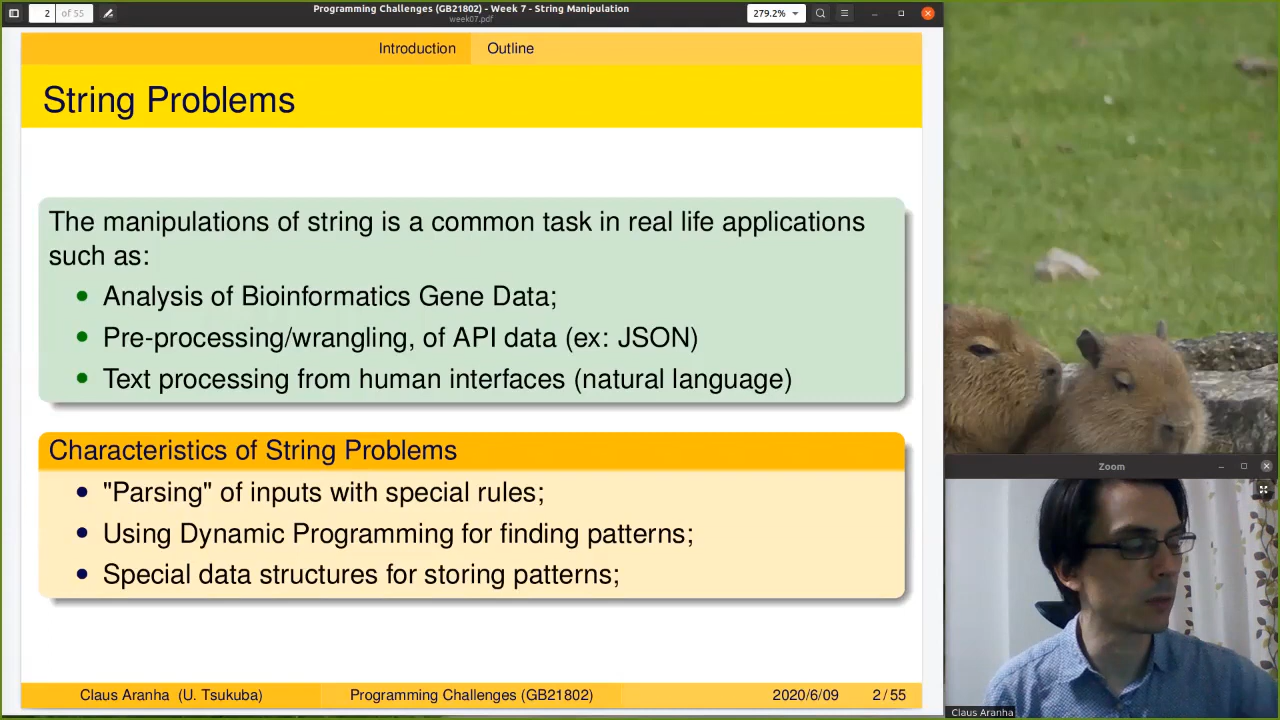 Programming Challenges (GB21802) - Week 7 - String Manipulation
week07.pdf
2 of 55
279.2%
Introduction Outline
String Problems
The manipulations of string is a common task in real life applications
such as:
Analysis of Bioinformatics Gene Data;
Pre-processing/wrangling, of API data (ex: JSON)
Text processing from human interfaces (natural language)
Characteristics of String Problems
"Parsing" of inputs with special rules;
Using Dynamic Programming for finding patterns;
Special data structures for storing patterns;
Claus Aranha (U. Tsukuba) Programming Challenges (GB21802) 2020/6/09 2 / 55
Zoom
Claus Aranha